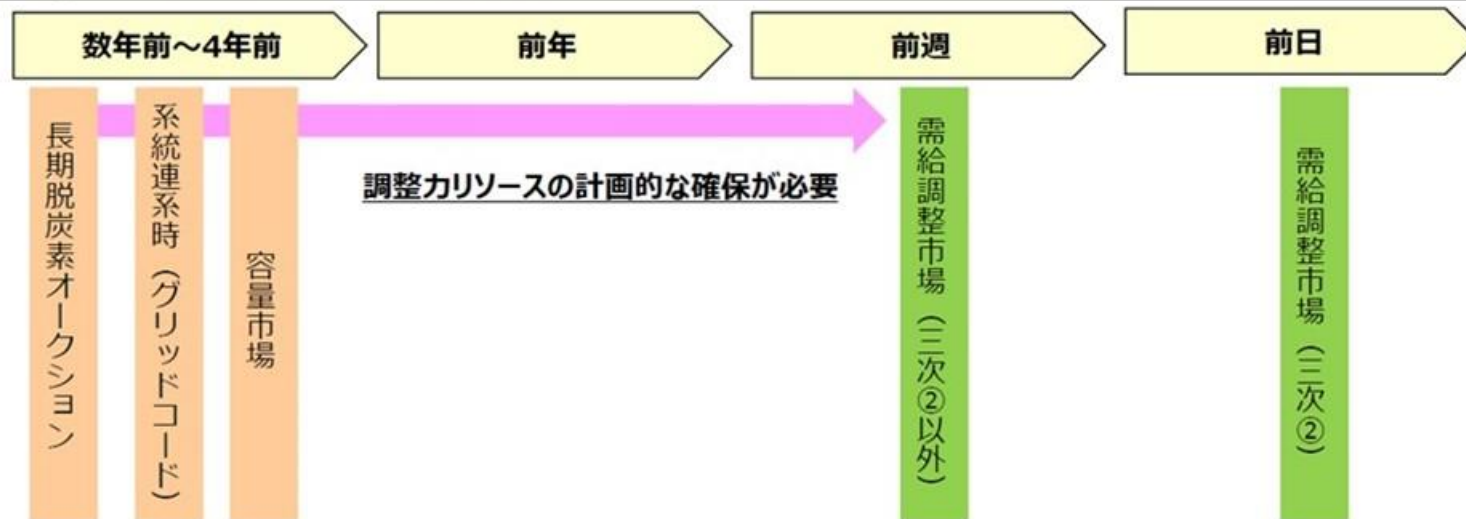 数年前～4年前
前年
前週
前日
長期脱炭素オークション
系統連系時（グリッドコード）
容量市場
調整力リソースの計画的な確保が必要
需給調整市場（三次②以外）
需給調整市場（三次②）